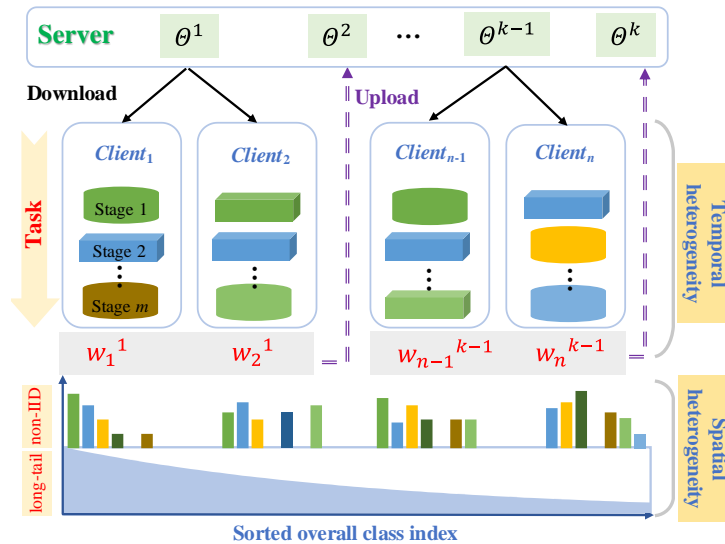 Server
Θ¹ Θ² ... Θᵏ⁻¹ Θᵏ
Download
Upload
Task
Client₁
Client₂
Clientₙ₋₁
Clientₙ
Stage 1
Stage 2
Stage m
Temporal
heterogeneity
w₁¹
w₂¹
wₙ₋₁ᵏ⁻¹
wₙᵏ⁻¹
non-IID
long-tail
Spatial
heterogeneity
Sorted overall class index